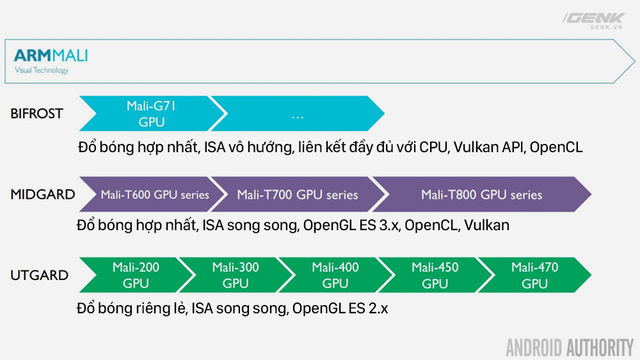 GENK
GENK.VN
ARMMALI
Visual Technology
BIFROST
Mali-G71
GPU
...
Đổ bóng hợp nhất, ISA vô hướng, liên kết đầy đủ với CPU, Vulkan API, OpenCL
MIDGARD
Mali-T600 GPU series
Mali-T700 GPU series
Mali-T800 GPU series
Đổ bóng hợp nhất, ISA song song, OpenGL ES 3.x, OpenCL, Vulkan
UTGARD
Mali-200
GPU
Mali-300
GPU
Mali-400
GPU
Mali-450
GPU
Mali-470
GPU
Đổ bóng riêng lẻ, ISA song song, OpenGL ES 2.x
ANDROID AUTHORITY